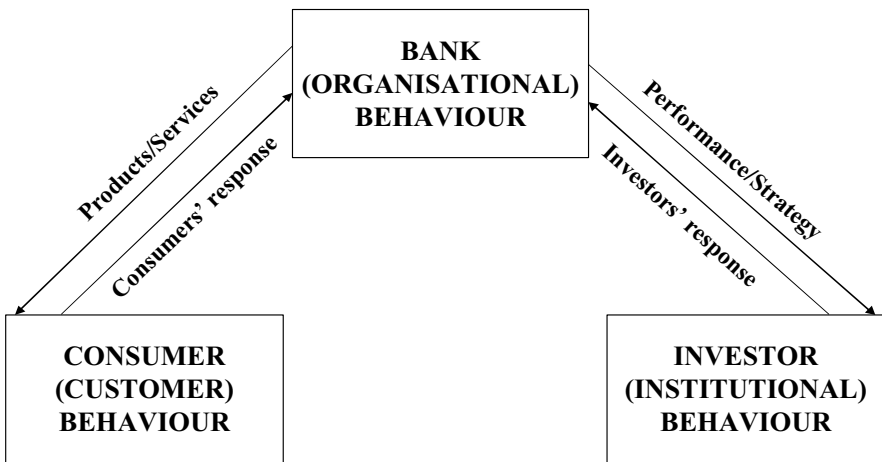 BANK
(ORGANISATIONAL)
BEHAVIOUR
Products/Services
Consumers’ response
Performance/Strategy
Investors’ response
CONSUMER
(CUSTOMER)
BEHAVIOUR
INVESTOR
(INSTITUTIONAL)
BEHAVIOUR